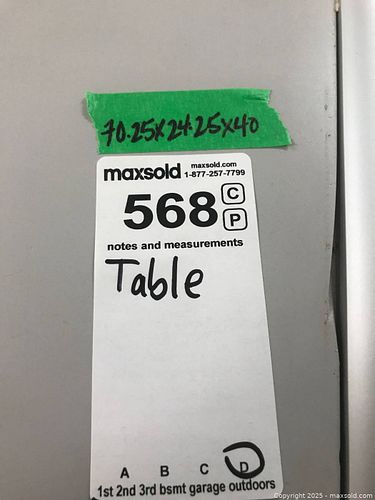 70.25X24.25X40
maxsold maxsold.com
1-877-257-7799
568 C
P
notes and measurements
Table
A B C D
1st 2nd 3rd bsmt garage outdoors
Copyright 2025 - maxsold.com